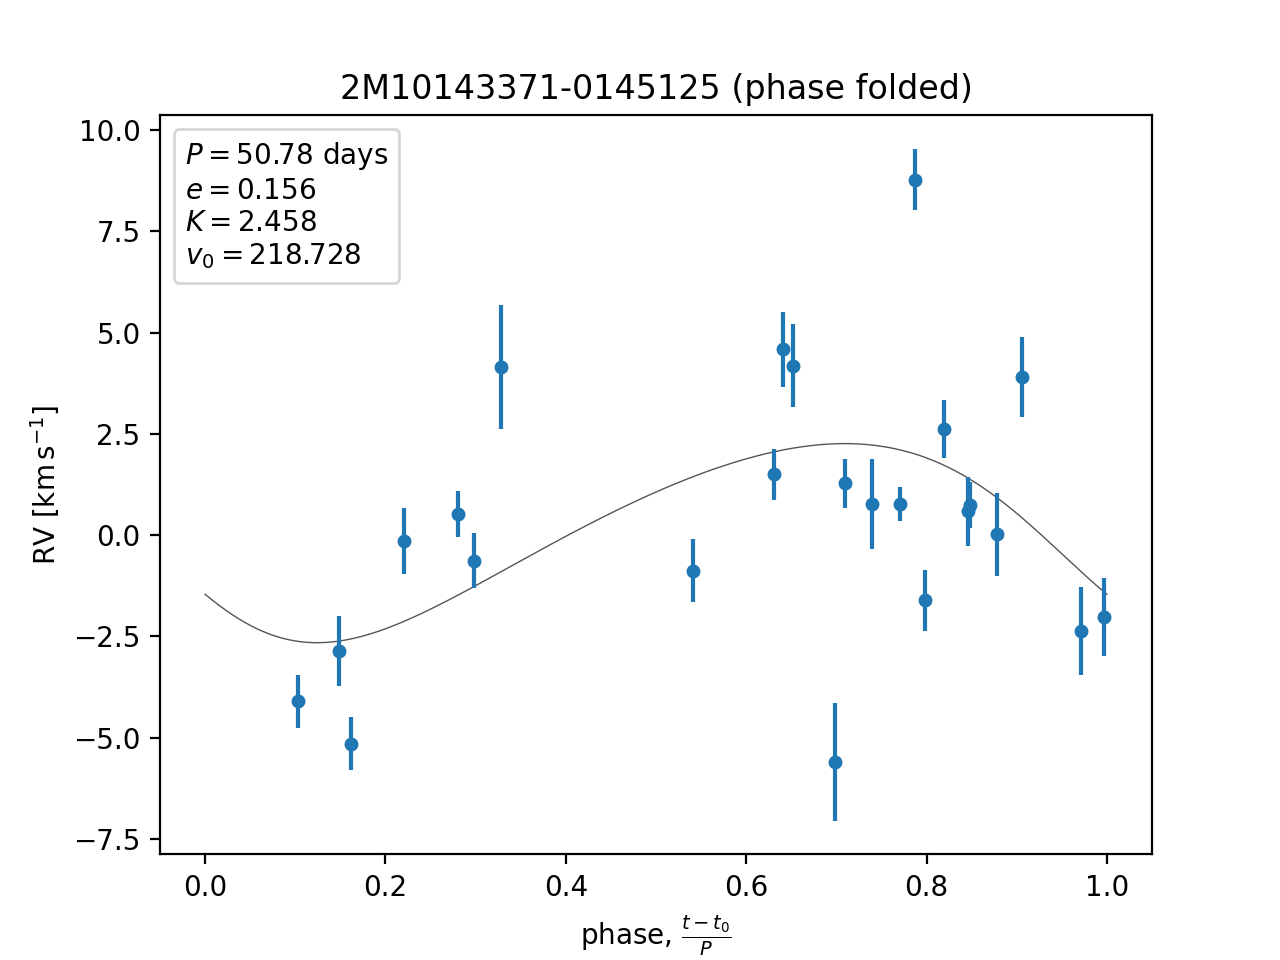 2M10143371-0145125 (phase folded)
P = 50.78 days
e = 0.156
K = 2.458
v₀ = 218.728
10.0
7.5
5.0
2.5
0.0
−2.5
−5.0
−7.5
RV [km s⁻¹]
0.0 0.2 0.4 0.6 0.8 1.0
phase, (t − t₀)/P